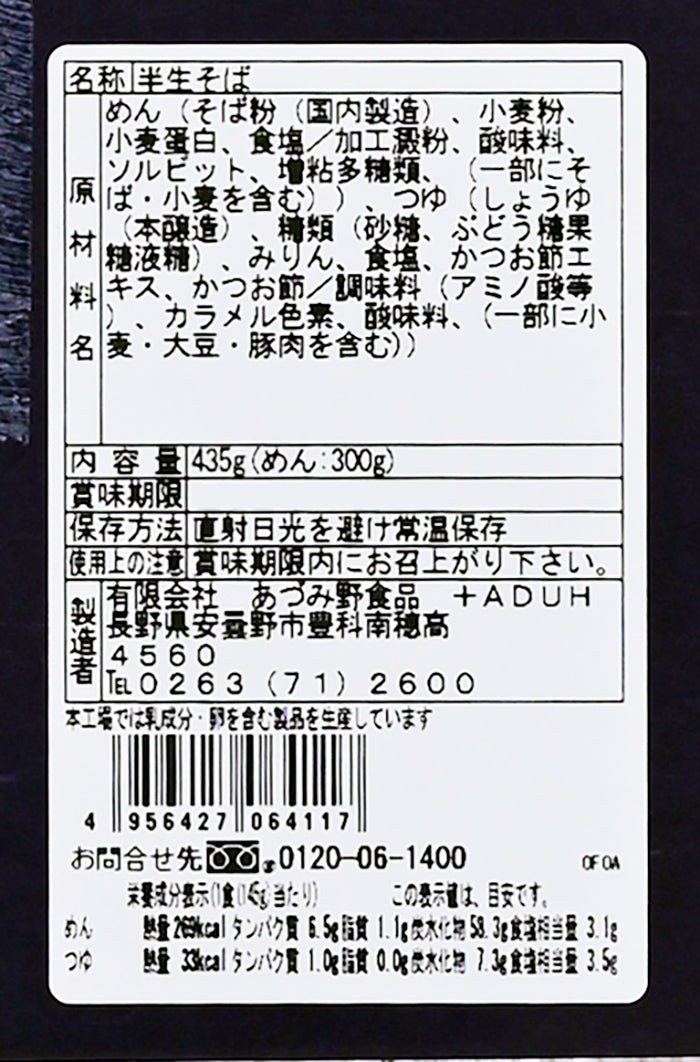 名称 半生そば
原材料名
めん（そば粉（国内製造）、小麦粉、
小麦蛋白、食塩／加工澱粉、酸味料、
ソルビット、増粘多糖類、（一部にそ
ば・小麦を含む））、つゆ（しょうゆ
（本醸造）、糖類（砂糖、ぶどう糖果
糖液糖）、みりん、食塩、かつお節エ
キス、かつお節／調味料（アミノ酸等
）、カラメル色素、酸味料、（一部に小
麦・大豆・豚肉を含む））
内容量 435g(めん:300g)
賞味期限
保存方法 直射日光を避け常温保存
使用上の注意 賞味期限内にお召上がり下さい。
製造者
有限会社 あづみ野食品 +ADUH
長野県安曇野市豊科南穂高
4560
TEL0263（71）2600
本工場では乳成分・卵を含む製品を生産しています
4 956427 064117
お問合せ先 0120-06-1400 0F0A
栄養成分表示(1食(145g)当たり) この表示値は、目安です。
めん 熱量 269kcal タンパク質 6.5g 脂質 1.1g 炭水化物 58.3g 食塩相当量 3.1g
つゆ 熱量 33kcal タンパク質 1.0g 脂質 0.0g 炭水化物 7.3g 食塩相当量 3.5g